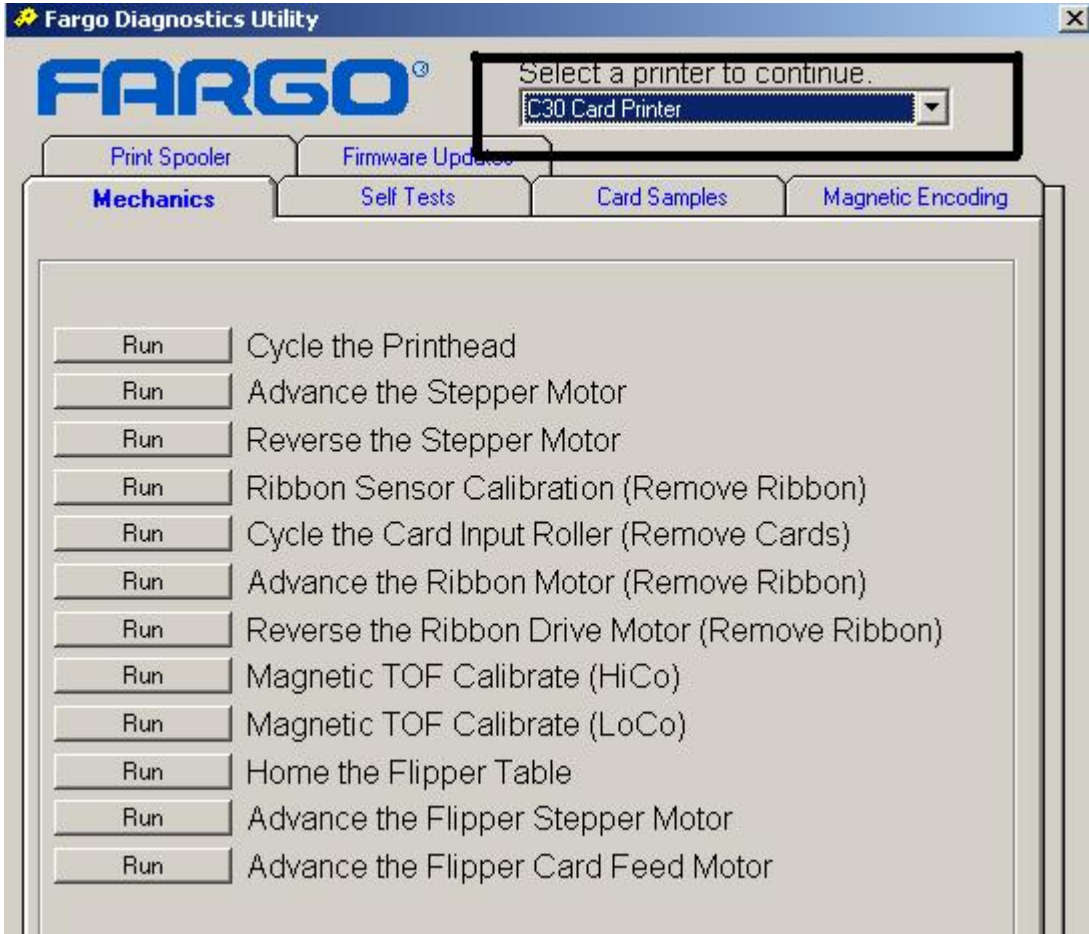 Fargo Diagnostics Utility
FARGO®
Select a printer to continue.
C30 Card Printer
Print Spooler
Firmware Updates
Mechanics
Self Tests
Card Samples
Magnetic Encoding
Run Cycle the Printhead
Run Advance the Stepper Motor
Run Reverse the Stepper Motor
Run Ribbon Sensor Calibration (Remove Ribbon)
Run Cycle the Card Input Roller (Remove Cards)
Run Advance the Ribbon Motor (Remove Ribbon)
Run Reverse the Ribbon Drive Motor (Remove Ribbon)
Run Magnetic TOF Calibrate (HiCo)
Run Magnetic TOF Calibrate (LoCo)
Run Home the Flipper Table
Run Advance the Flipper Stepper Motor
Run Advance the Flipper Card Feed Motor